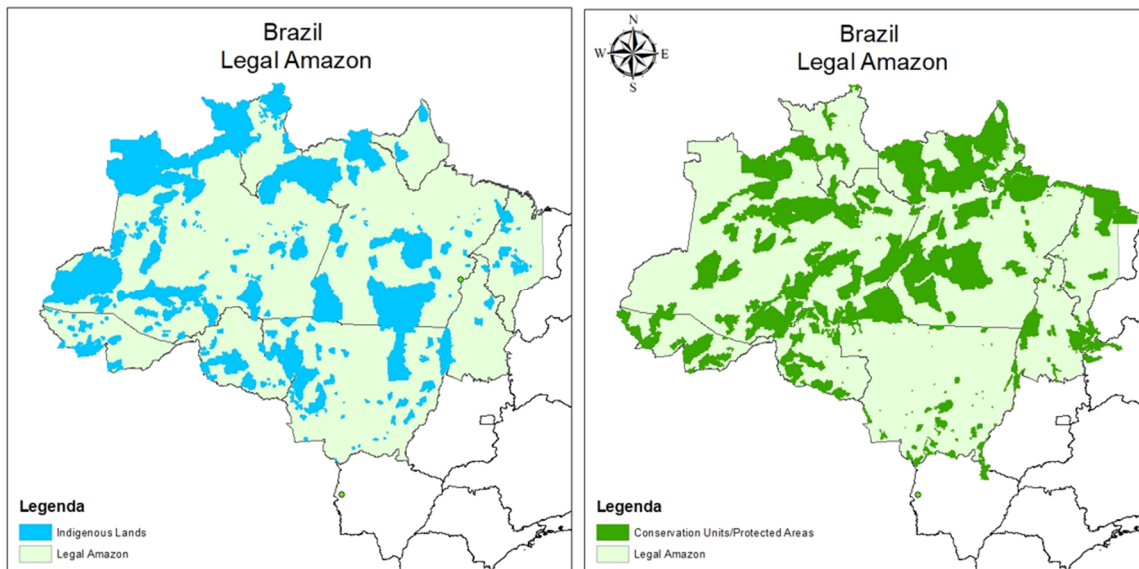 Brazil
Legal Amazon
Legenda
Indigenous Lands
Legal Amazon
N
W
E
S
Brazil
Legal Amazon
Legenda
Conservation Units/Protected Areas
Legal Amazon